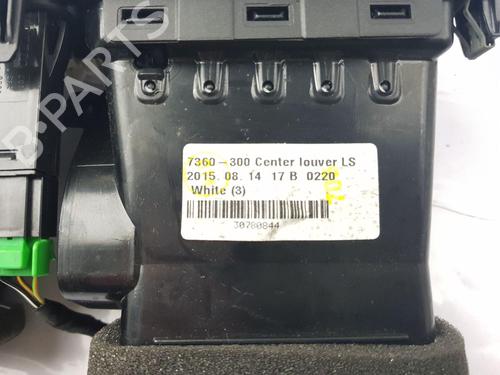 7360-300 Center louver LS
2015. 08. 14 17 B 0220
White (3)
30780844
B-PARTS